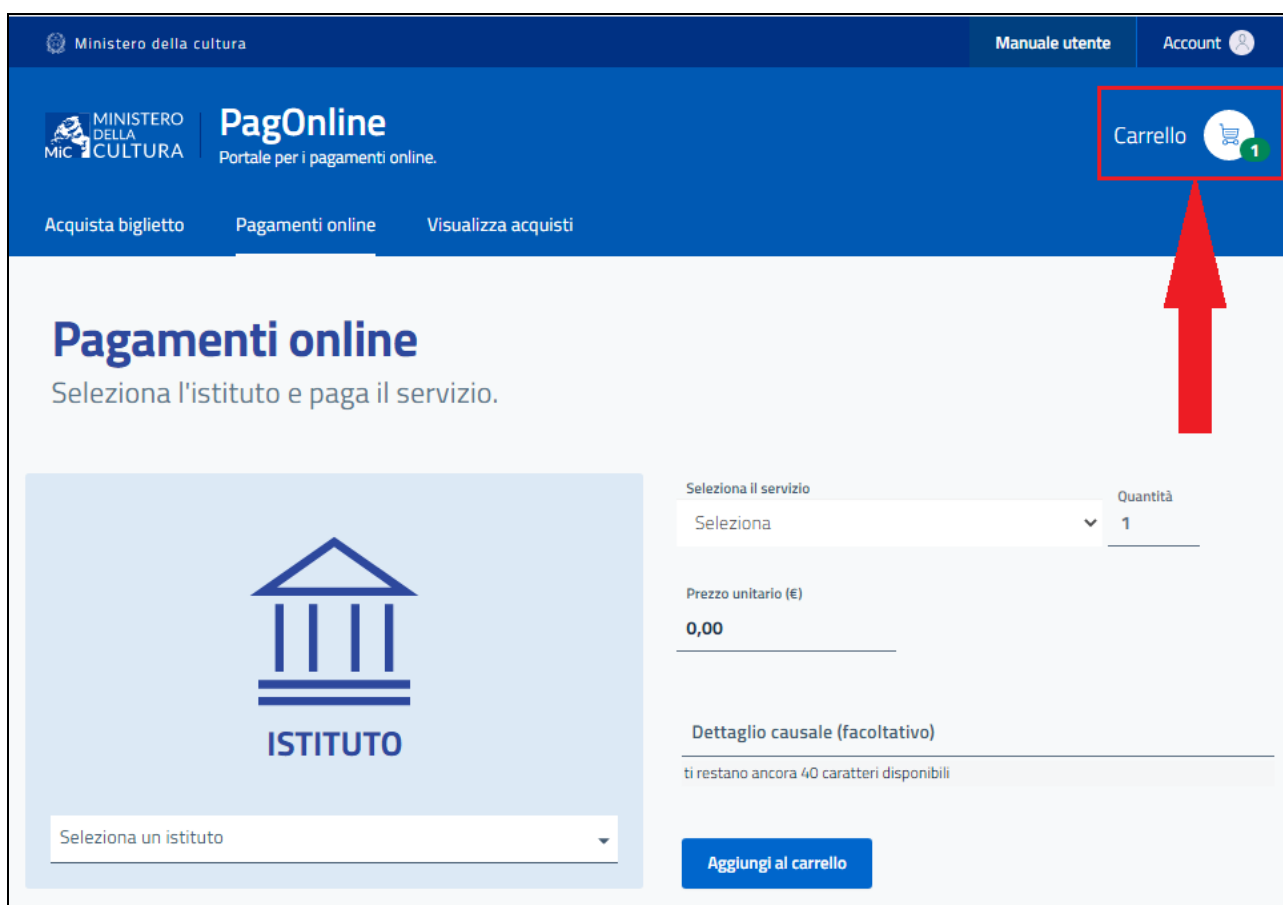 Ministero della cultura
Manuale utente
Account
MiC MINISTERO
DELLA
CULTURA
PagOnline
Portale per i pagamenti online.
Carrello
1
Acquista biglietto
Pagamenti online
Visualizza acquisti
Pagamenti online
Seleziona l'istituto e paga il servizio.
ISTITUTO
Seleziona un istituto
Seleziona il servizio
Seleziona
Quantità
1
Prezzo unitario (€)
0,00
Dettaglio causale (facoltativo)
ti restano ancora 40 caratteri disponibili
Aggiungi al carrello